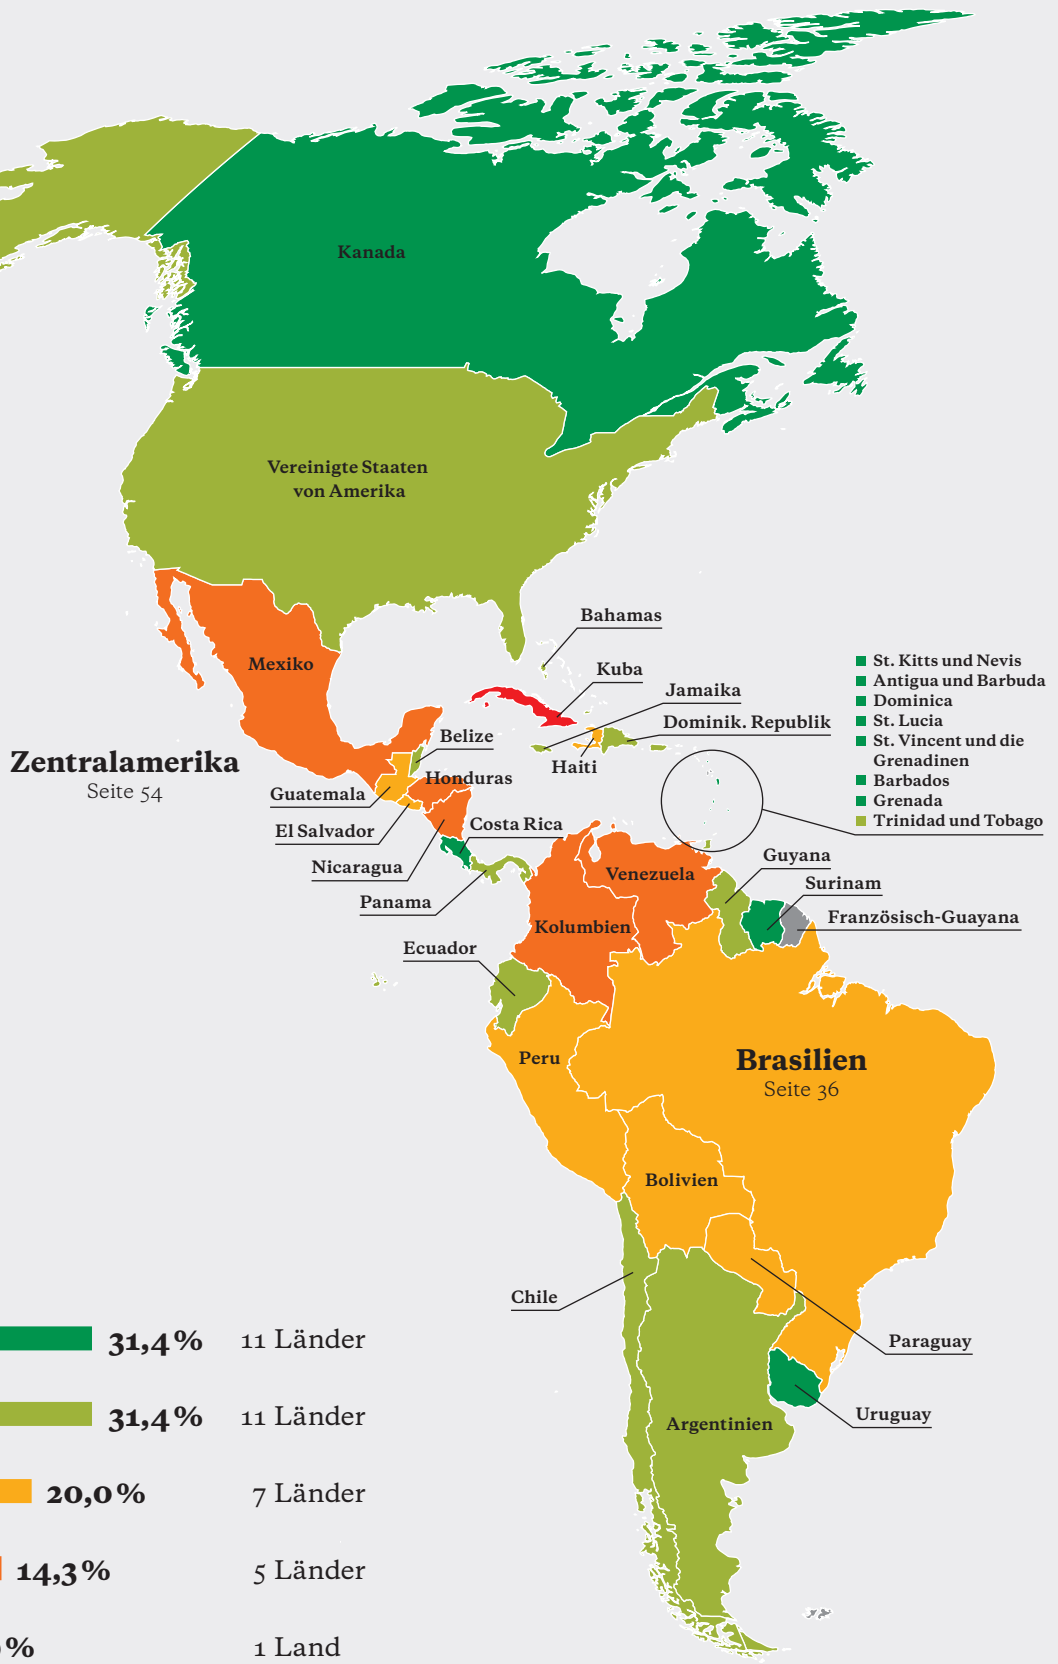 Kanada
Vereinigte Staaten
von Amerika
Bahamas
Mexiko
Kuba
St. Kitts und Nevis
Antigua und Barbuda
Dominica
St. Lucia
St. Vincent und die
Grenadinen
Barbados
Grenada
Trinidad und Tobago
Jamaika
Dominik. Republik
Belize
Haiti
Zentralamerika
Seite 54
Honduras
Guatemala
El Salvador
Costa Rica
Nicaragua
Panama
Venezuela
Guyana
Surinam
Französisch-Guayana
Kolumbien
Ecuador
Peru
Brasilien
Seite 36
Bolivien
Chile
Paraguay
Uruguay
Argentinien
31,4 % 11 Länder
31,4 % 11 Länder
20,0 % 7 Länder
14,3 % 5 Länder
% 1 Land